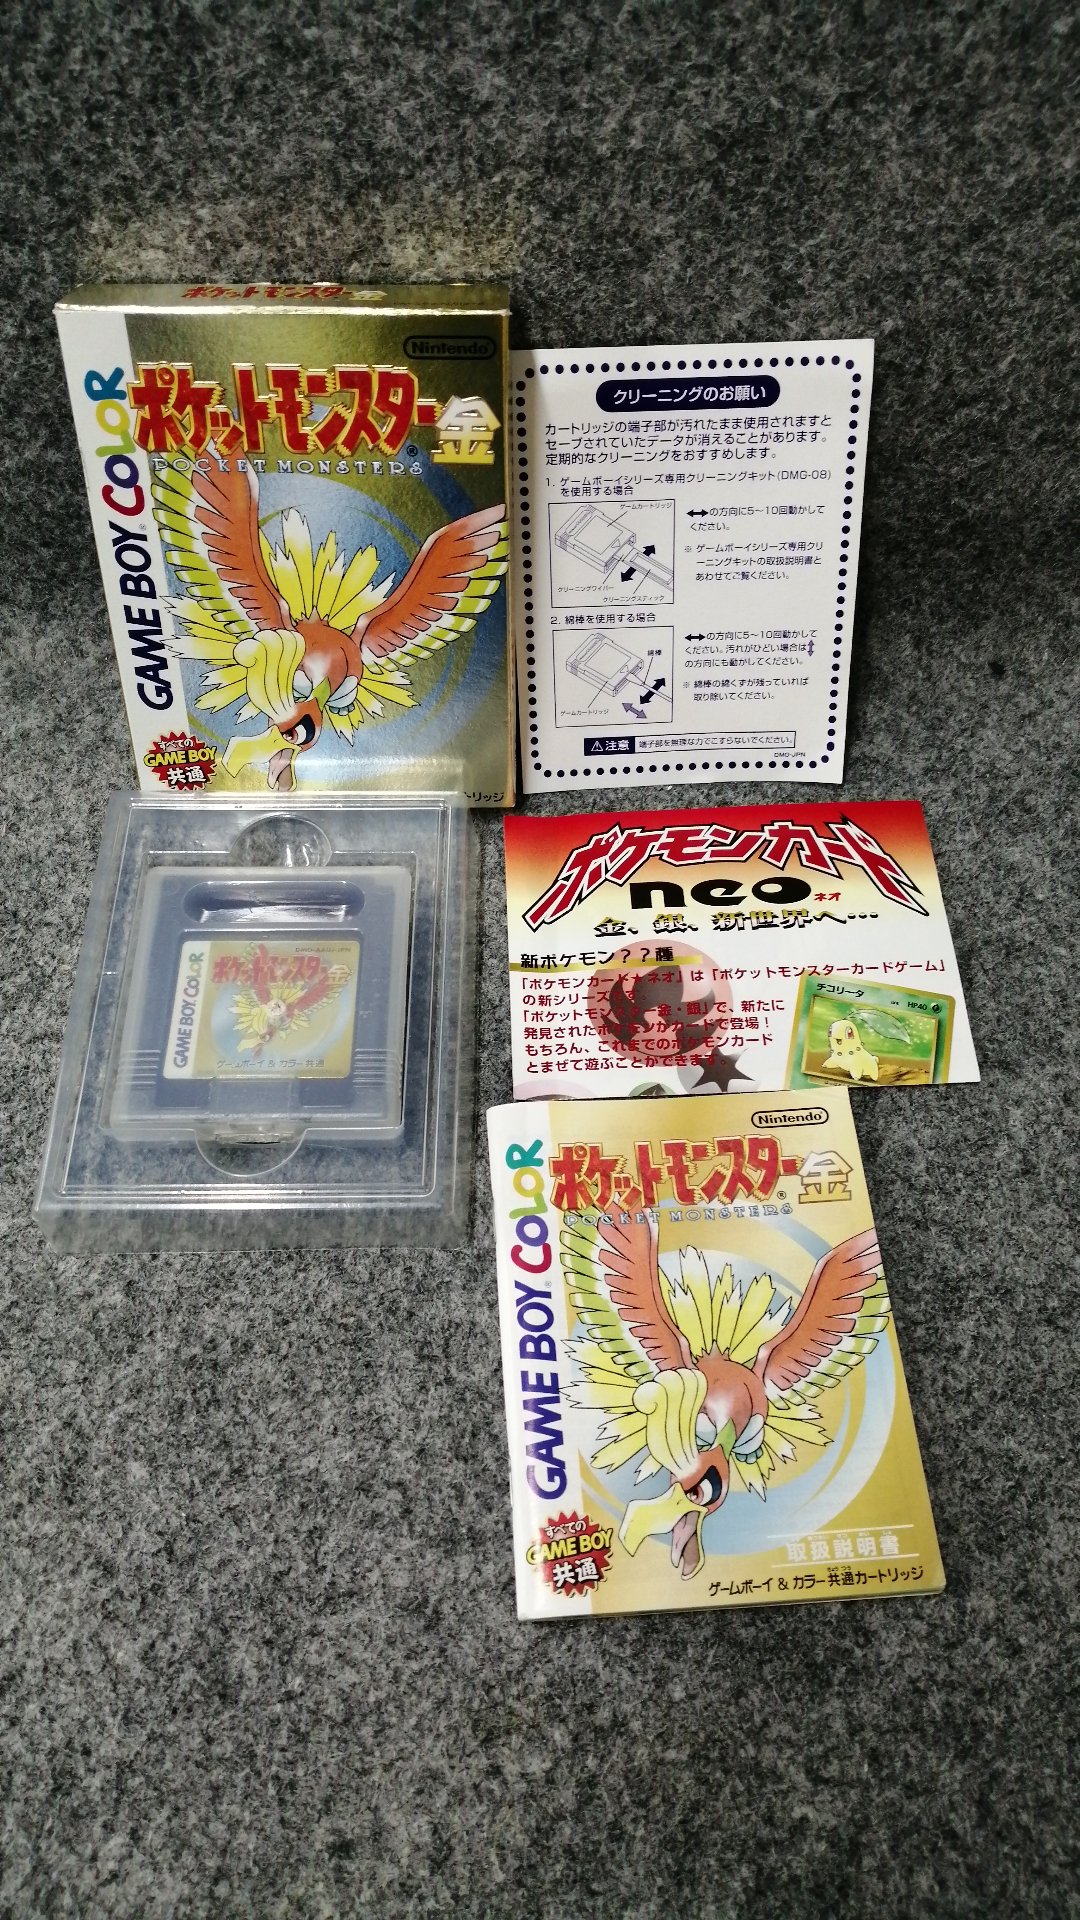 ポケットモンスター金
Nintendo
ポケットモンスター金
POCKET MONSTERS
GAME BOY COLOR
すべての
GAME BOY
共通
トリッジ
クリーニングのお願い
カートリッジの端子部が汚れたまま使用されますと
セーブされていたデータが消えることがあります。
定期的なクリーニングをおすすめします。
1. ゲームボーイシリーズ専用クリーニングキット(DMG-08)
を使用する場合
ゲームカートリッジ
クリーニングワイパー
クリーニングスティック
⟷の方向に5〜10回動かして
ください。
※ ゲームボーイシリーズ専用クリ
ーニングキットの取扱説明書と
あわせてご覧ください。
2. 綿棒を使用する場合
綿棒
ゲームカートリッジ
⟷の方向に5〜10回動かして
ください。汚れがひどい場合は↕
の方向にも動かしてください。
※ 綿棒の綿くずが残っていれば
取り除いてください。
⚠注意 端子部を無理な力でこすらないでください。
DMG-JPN
GAME BOY COLOR
ポケットモンスター金
ゲームボーイ & カラー共通
ポケモンカード
neo ネオ
金、銀、新世界へ…
新ポケモン??種
「ポケモンカード★ネオ」は「ポケットモンスターカードゲーム」
の新シリーズです。
「ポケットモンスター金・銀」で、新たに
発見されたポケモンがカードで登場!
もちろん、これまでのポケモンカード
とまぜて遊ぶことができます。
チコリータ
HP40
Nintendo
ポケットモンスター金
POCKET MONSTERS
GAME BOY COLOR
すべての
GAME BOY
共通
取扱説明書
ゲームボーイ & カラー共通カートリッジ